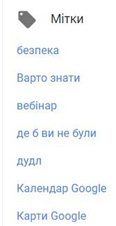 Мітки
безпека
Варто знати
вебінар
де б ви не були
дудл
Календар Google
Карти Google